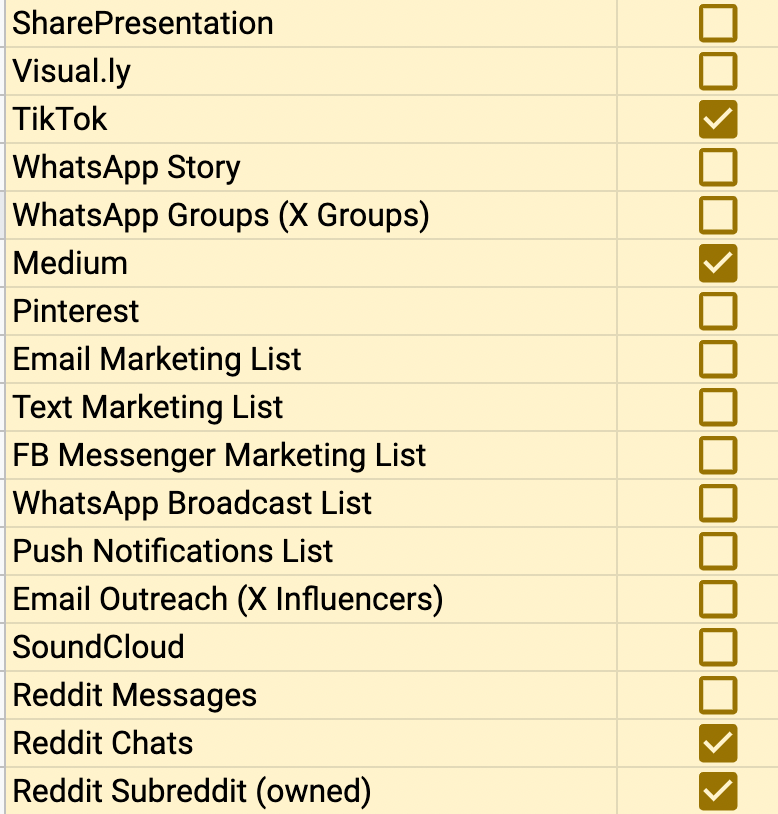 SharePresentation
Visual.ly
TikTok
WhatsApp Story
WhatsApp Groups (X Groups)
Medium
Pinterest
Email Marketing List
Text Marketing List
FB Messenger Marketing List
WhatsApp Broadcast List
Push Notifications List
Email Outreach (X Influencers)
SoundCloud
Reddit Messages
Reddit Chats
Reddit Subreddit (owned)